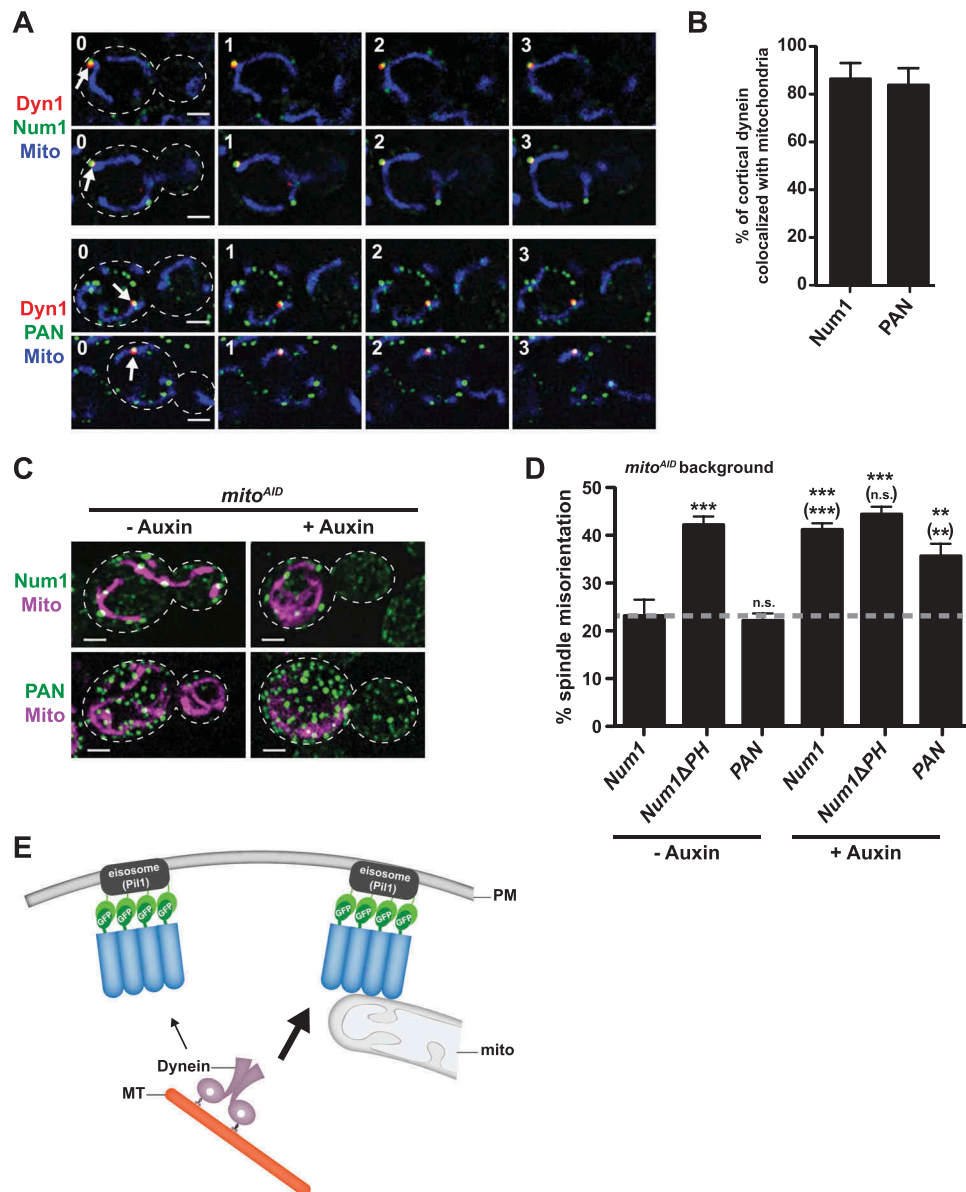 A
0
1
2
3
Dyn1
Num1
Mito
0
1
2
3
0
1
2
3
Dyn1
PAN
Mito
0
1
2
3
B
% of cortical dynein
colocalized with mitochondria
100
80
60
40
20
0
Num1
PAN
C
mitoAID
- Auxin
+ Auxin
Num1
Mito
PAN
Mito
D
mitoAID background
% spindle misorientation
50
40
30
20
10
0
***
n.s.
***
(***)
***
(n.s.)
**
(**)
Num1
Num1ΔPH
PAN
Num1
Num1ΔPH
PAN
- Auxin
+ Auxin
E
eisosome
(Pil1)
GFP GFP GFP GFP
eisosome
(Pil1)
GFP GFP GFP GFP
PM
mito
Dynein
MT